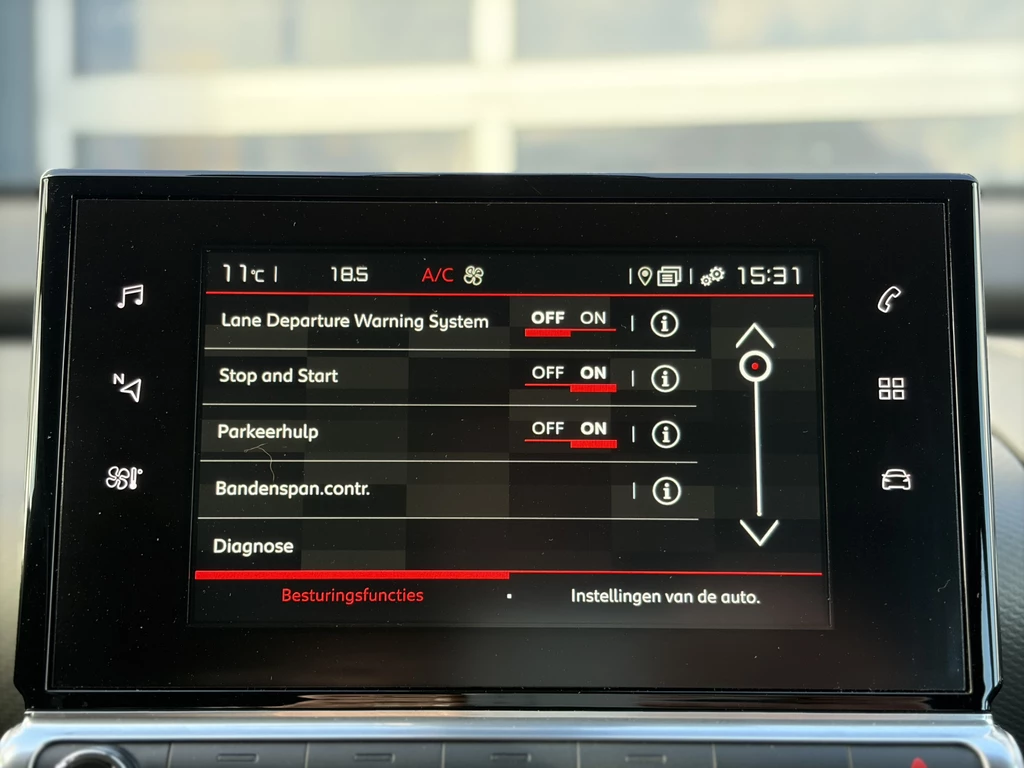 11°C 18.5 A/C 15:31
Lane Departure Warning System OFF ON
Stop and Start OFF ON
N
Parkeerhulp OFF ON
Bandenspan.contr.
Diagnose
Besturingsfuncties Instellingen van de auto.